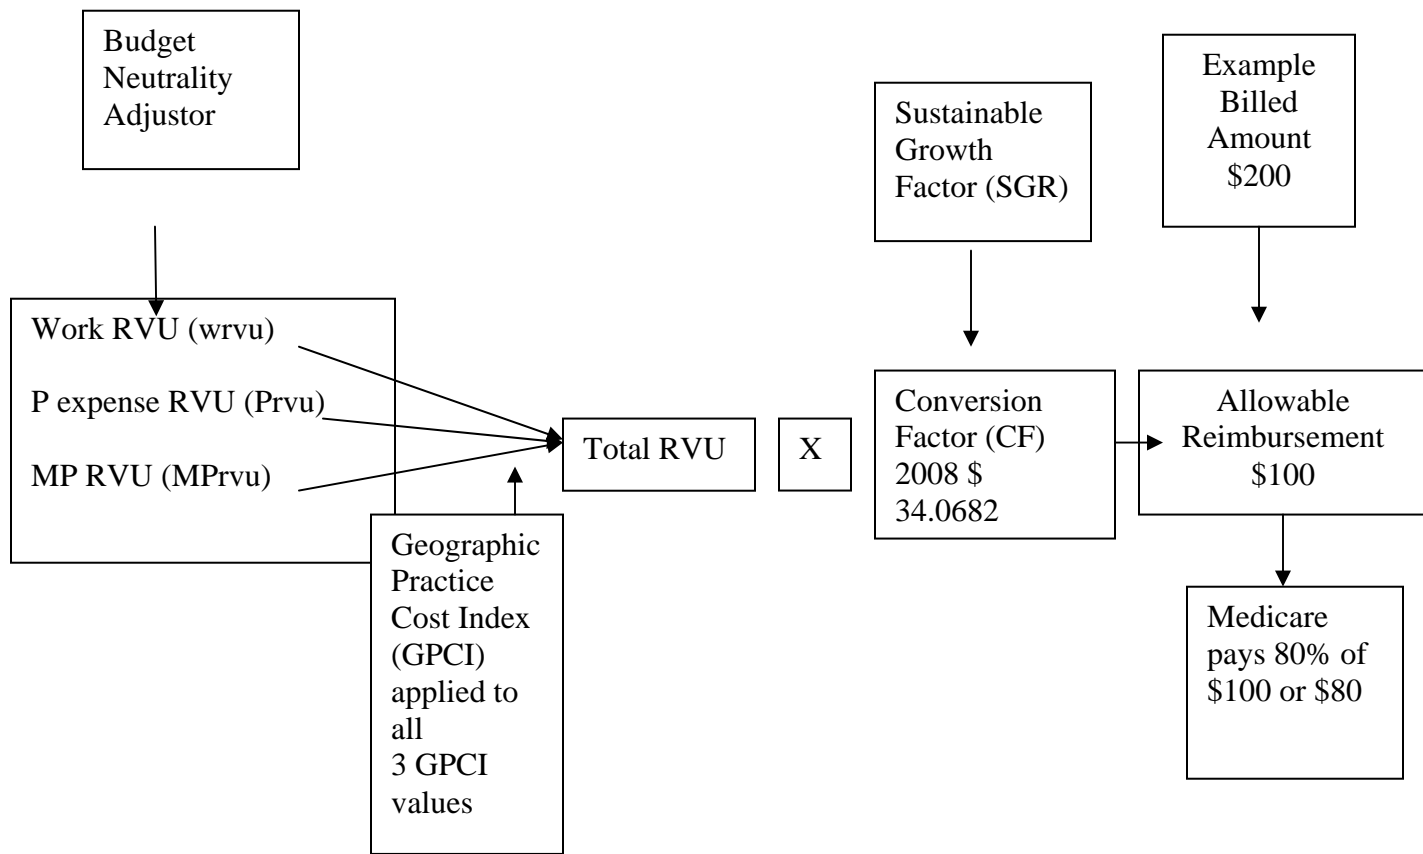 Budget
Neutrality
Adjustor
Sustainable
Growth
Factor (SGR)
Example
Billed
Amount
$200
Work RVU (wrvu)
P expense RVU (Prvu)
MP RVU (MPrvu)
Total RVU
X
Conversion
Factor (CF)
2008 $
34.0682
Allowable
Reimbursement
$100
Geographic
Practice
Cost Index
(GPCI)
applied to
all
3 GPCI
values
Medicare
pays 80% of
$100 or $80